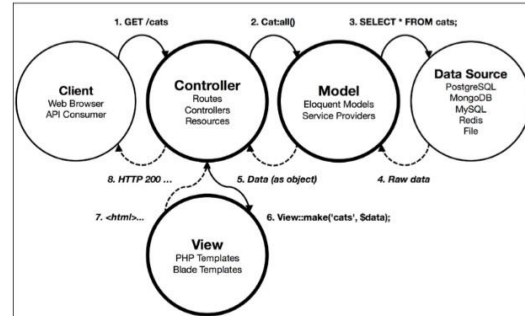 1. GET /cats
2. Cat:all()
3. SELECT * FROM cats;
Client
Web Browser
API Consumer
Controller
Routes
Controllers
Resources
Model
Eloquent Models
Service Providers
Data Source
PostgreSQL
MongoDB
MySQL
Redis
File
8. HTTP 200 ...
5. Data (as object)
4. Raw data
7. <html>...
6. View::make('cats', $data);
View
PHP Templates
Blade Templates